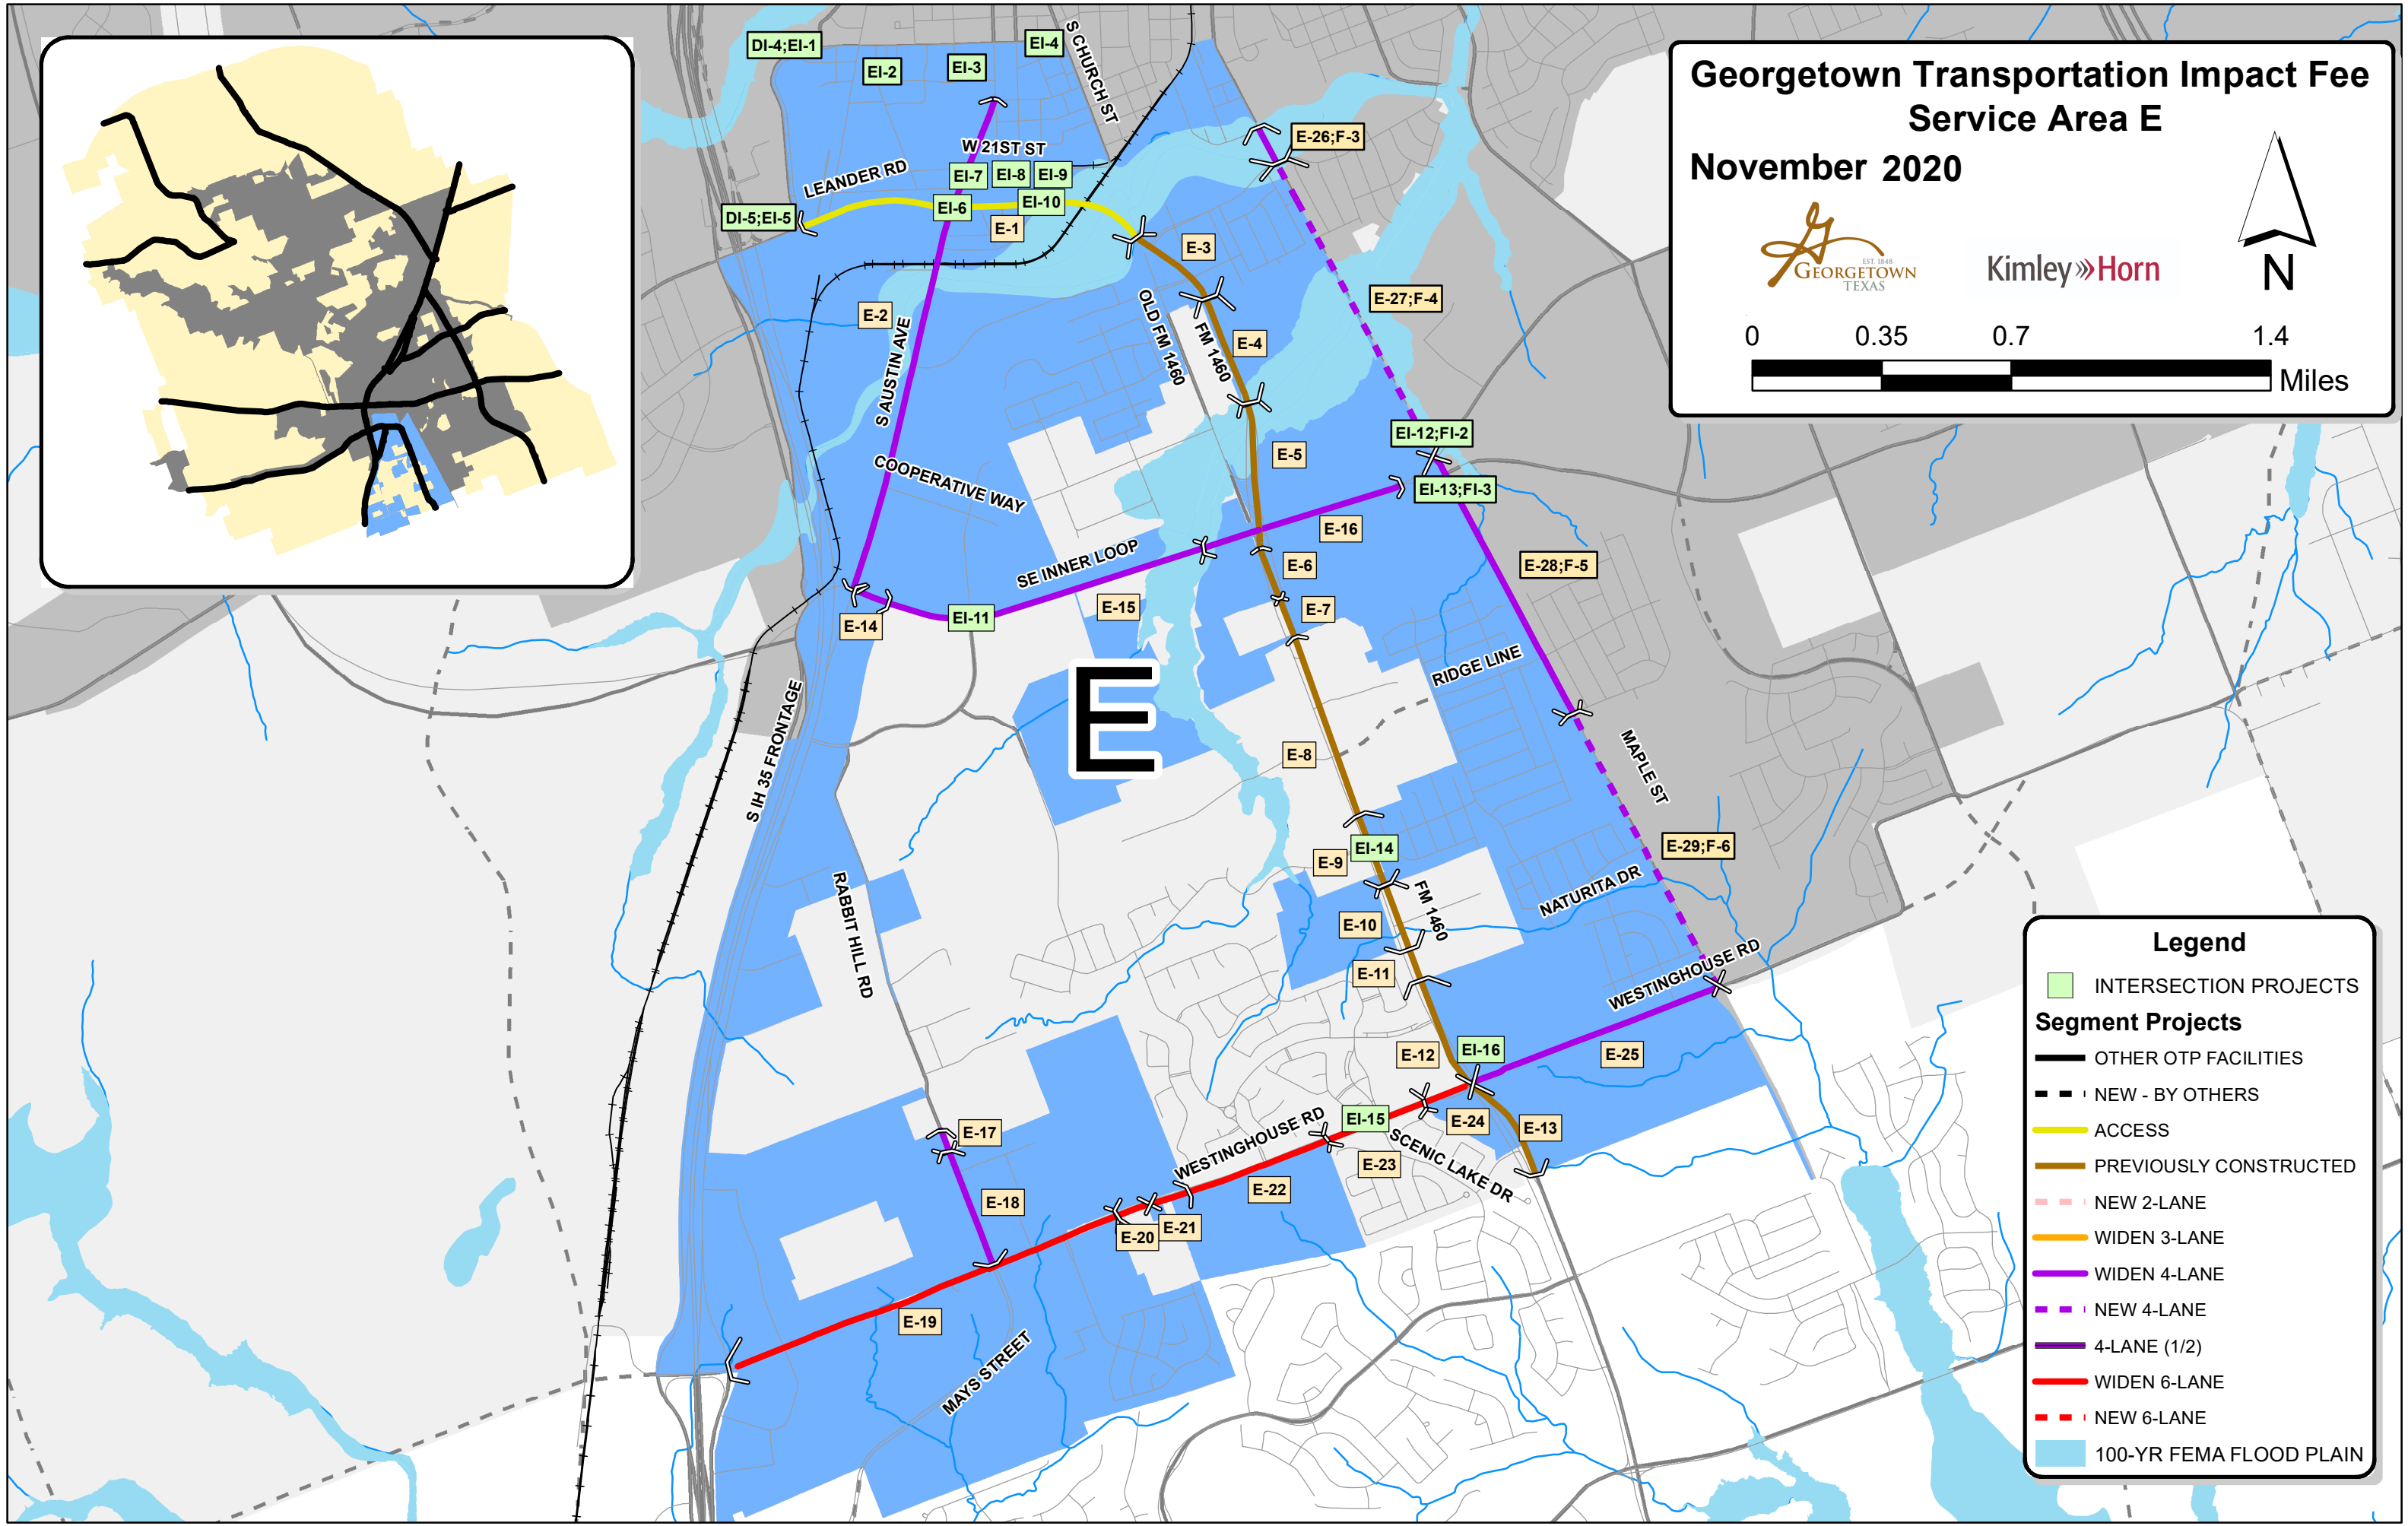 Georgetown Transportation Impact Fee
Service Area E
November 2020
EST. 1848
GEORGETOWN
TEXAS
Kimley»Horn
N
0 0.35 0.7 1.4
Miles
DI-4;EI-1
EI-2
EI-3
EI-4
S CHURCH ST
W 21ST ST
LEANDER RD
EI-7
EI-8
EI-9
DI-5;EI-5
EI-6
EI-10
E-1
E-26;F-3
E-3
E-2
E-27;F-4
OLD FM 1460
FM 1460
E-4
S AUSTIN AVE
COOPERATIVE WAY
E-5
EI-12;FI-2
EI-13;FI-3
E-16
SE INNER LOOP
E-6
E-28;F-5
E-14
EI-11
E-15
E-7
E
RIDGE LINE
S IH 35 FRONTAGE
E-8
MAPLE ST
EI-14
E-9
E-29;F-6
RABBIT HILL RD
FM 1460
NATURITA DR
E-10
E-11
WESTINGHOUSE RD
E-12
EI-16
E-25
E-17
EI-15
E-24
E-13
WESTINGHOUSE RD
SCENIC LAKE DR
E-23
E-18
E-22
E-20
E-21
E-19
MAYS STREET
Legend
INTERSECTION PROJECTS
Segment Projects
OTHER OTP FACILITIES
NEW - BY OTHERS
ACCESS
PREVIOUSLY CONSTRUCTED
NEW 2-LANE
WIDEN 3-LANE
WIDEN 4-LANE
NEW 4-LANE
4-LANE (1/2)
WIDEN 6-LANE
NEW 6-LANE
100-YR FEMA FLOOD PLAIN